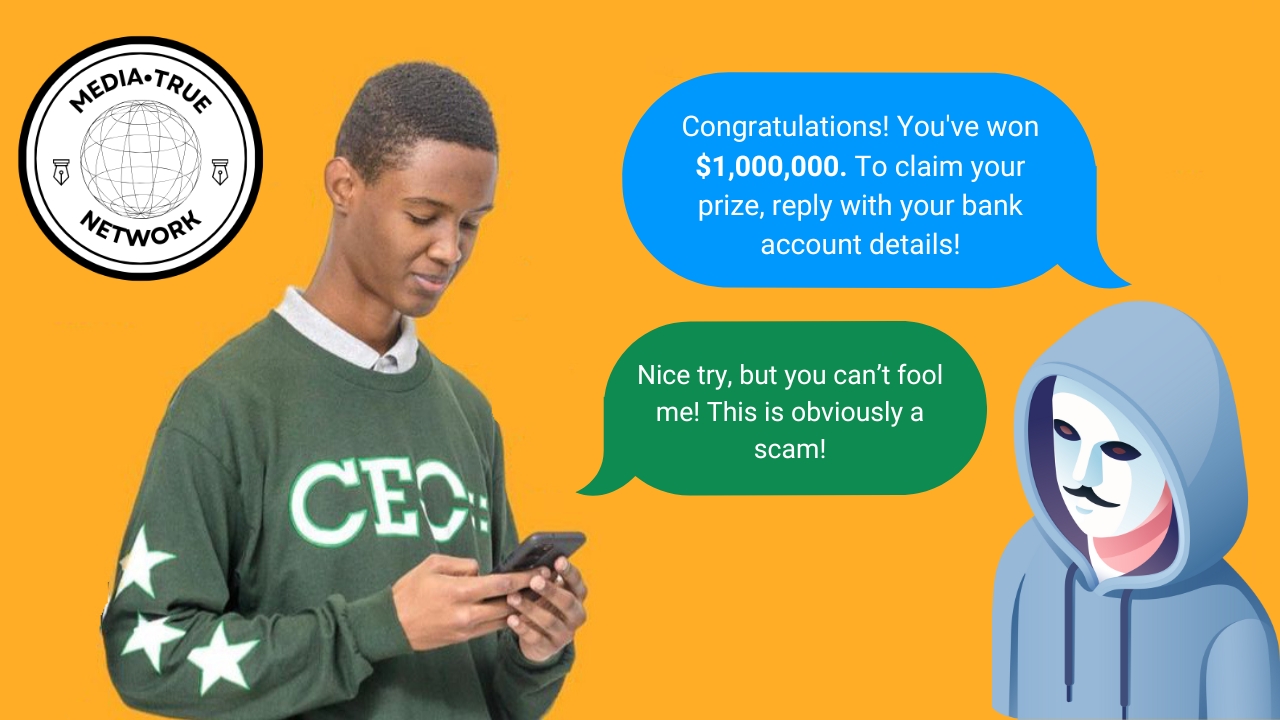 MEDIA•TRUE
NETWORK
Congratulations! You've won
$1,000,000. To claim your
prize, reply with your bank
account details!
Nice try, but you can’t fool
me! This is obviously a
scam!
CEO